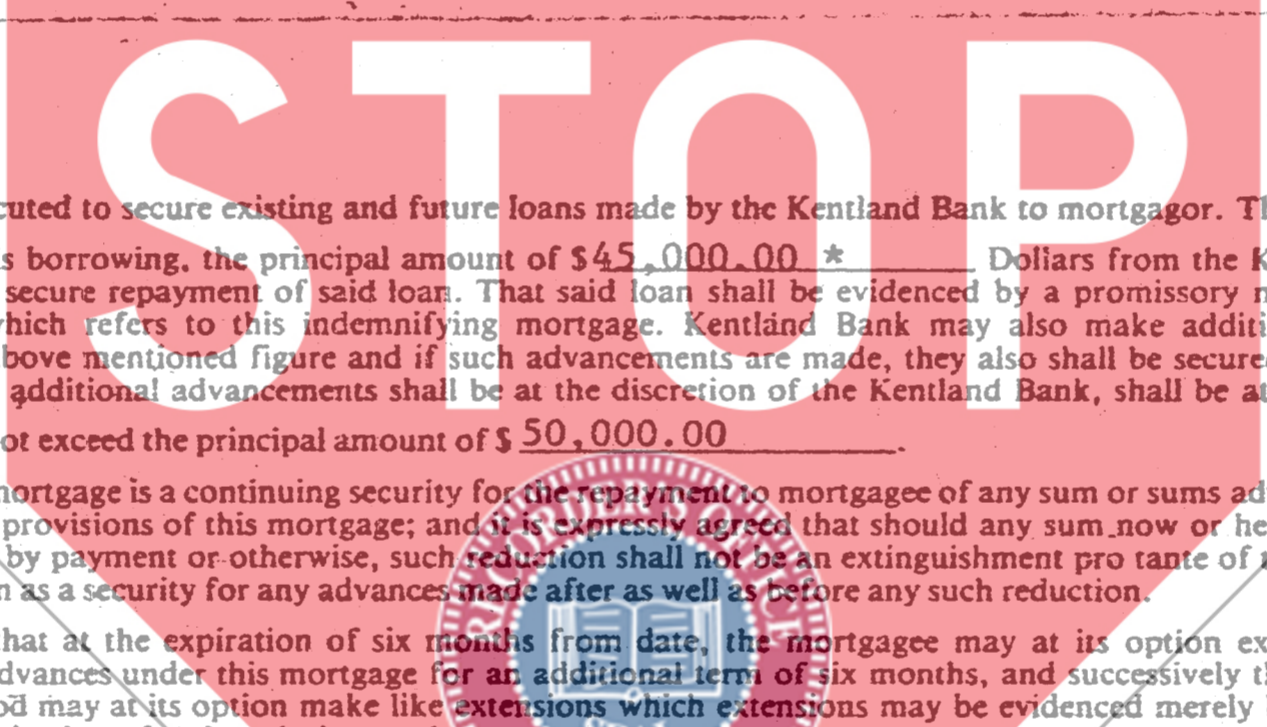 STOP
cuted to secure existing and future loans made by the Kentland Bank to mortgagor. Th
s borrowing, the principal amount of $45,000.00 * Dollars from the K
secure repayment of said loan. That said loan shall be evidenced by a promissory n
which refers to this indemnifying mortgage. Kentland Bank may also make additi
bove mentioned figure and if such advancements are made, they also shall be secured
additional advancements shall be at the discretion of the Kentland Bank, shall be at
ot exceed the principal amount of $ 50,000.00.
mortgage is a continuing security for the repayment to mortgagee of any sum or sums ad
provisions of this mortgage; and it is expressly agreed that should any sum now or he
by payment or otherwise, such reduction shall not be an extinguishment pro tante of
n as a security for any advances made after as well as before any such reduction.
RECORDER'S OFFICE
hat at the expiration of six months from date, the mortgagee may at its option ex
dvances under this mortgage for an additional term of six months, and successively th
od may at its option make like extensions which extensions may be evidenced merely